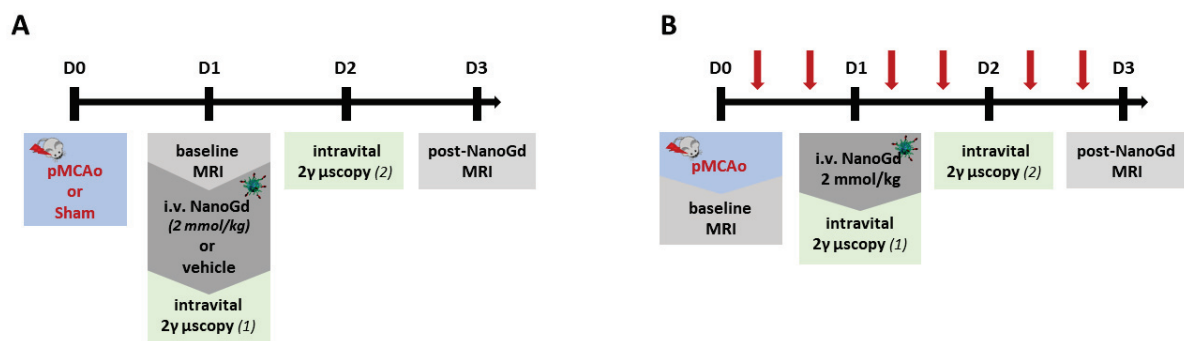 A
D0 D1 D2 D3
pMCAo
or
Sham
baseline
MRI
i.v. NanoGd
(2 mmol/kg)
or
vehicle
intravital
2γ μscopy (1)
intravital
2γ μscopy (2)
post-NanoGd
MRI
B
D0 D1 D2 D3
pMCAo
baseline
MRI
i.v. NanoGd
2 mmol/kg
intravital
2γ μscopy (1)
intravital
2γ μscopy (2)
post-NanoGd
MRI